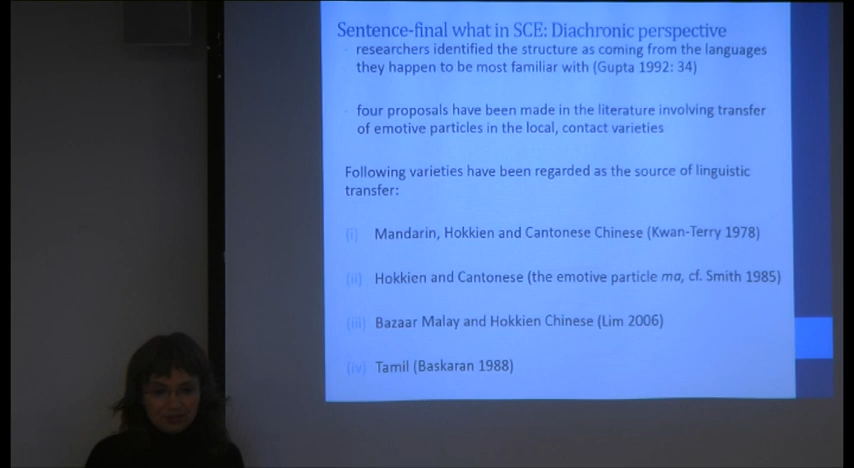 Sentence-final what in SCE: Diachronic perspective
researchers identified the structure as coming from the languages
they happen to be most familiar with (Gupta 1992: 34)
four proposals have been made in the literature involving transfer
of emotive particles in the local, contact varieties
Following varieties have been regarded as the source of linguistic
transfer:
(i) Mandarin, Hokkien and Cantonese Chinese (Kwan-Terry 1978)
(ii) Hokkien and Cantonese (the emotive particle ma, cf. Smith 1985)
(iii) Bazaar Malay and Hokkien Chinese (Lim 2006)
(iv) Tamil (Baskaran 1988)